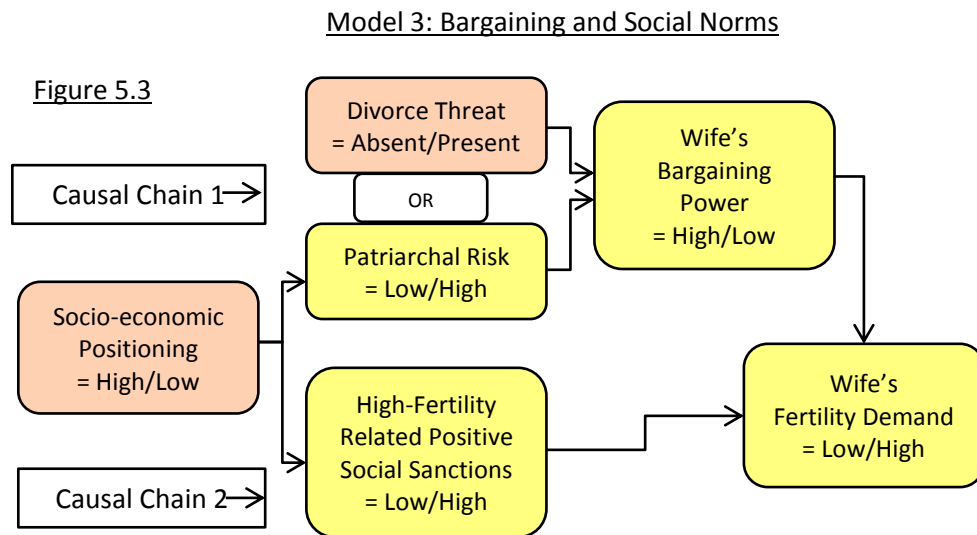 Model 3: Bargaining and Social Norms
Figure 5.3
Divorce Threat
= Absent/Present
Wife’s
Bargaining
Power
= High/Low
Causal Chain 1
OR
Patriarchal Risk
= Low/High
Socio-economic
Positioning
= High/Low
High-Fertility
Related Positive
Social Sanctions
= Low/High
Wife’s
Fertility Demand
= Low/High
Causal Chain 2